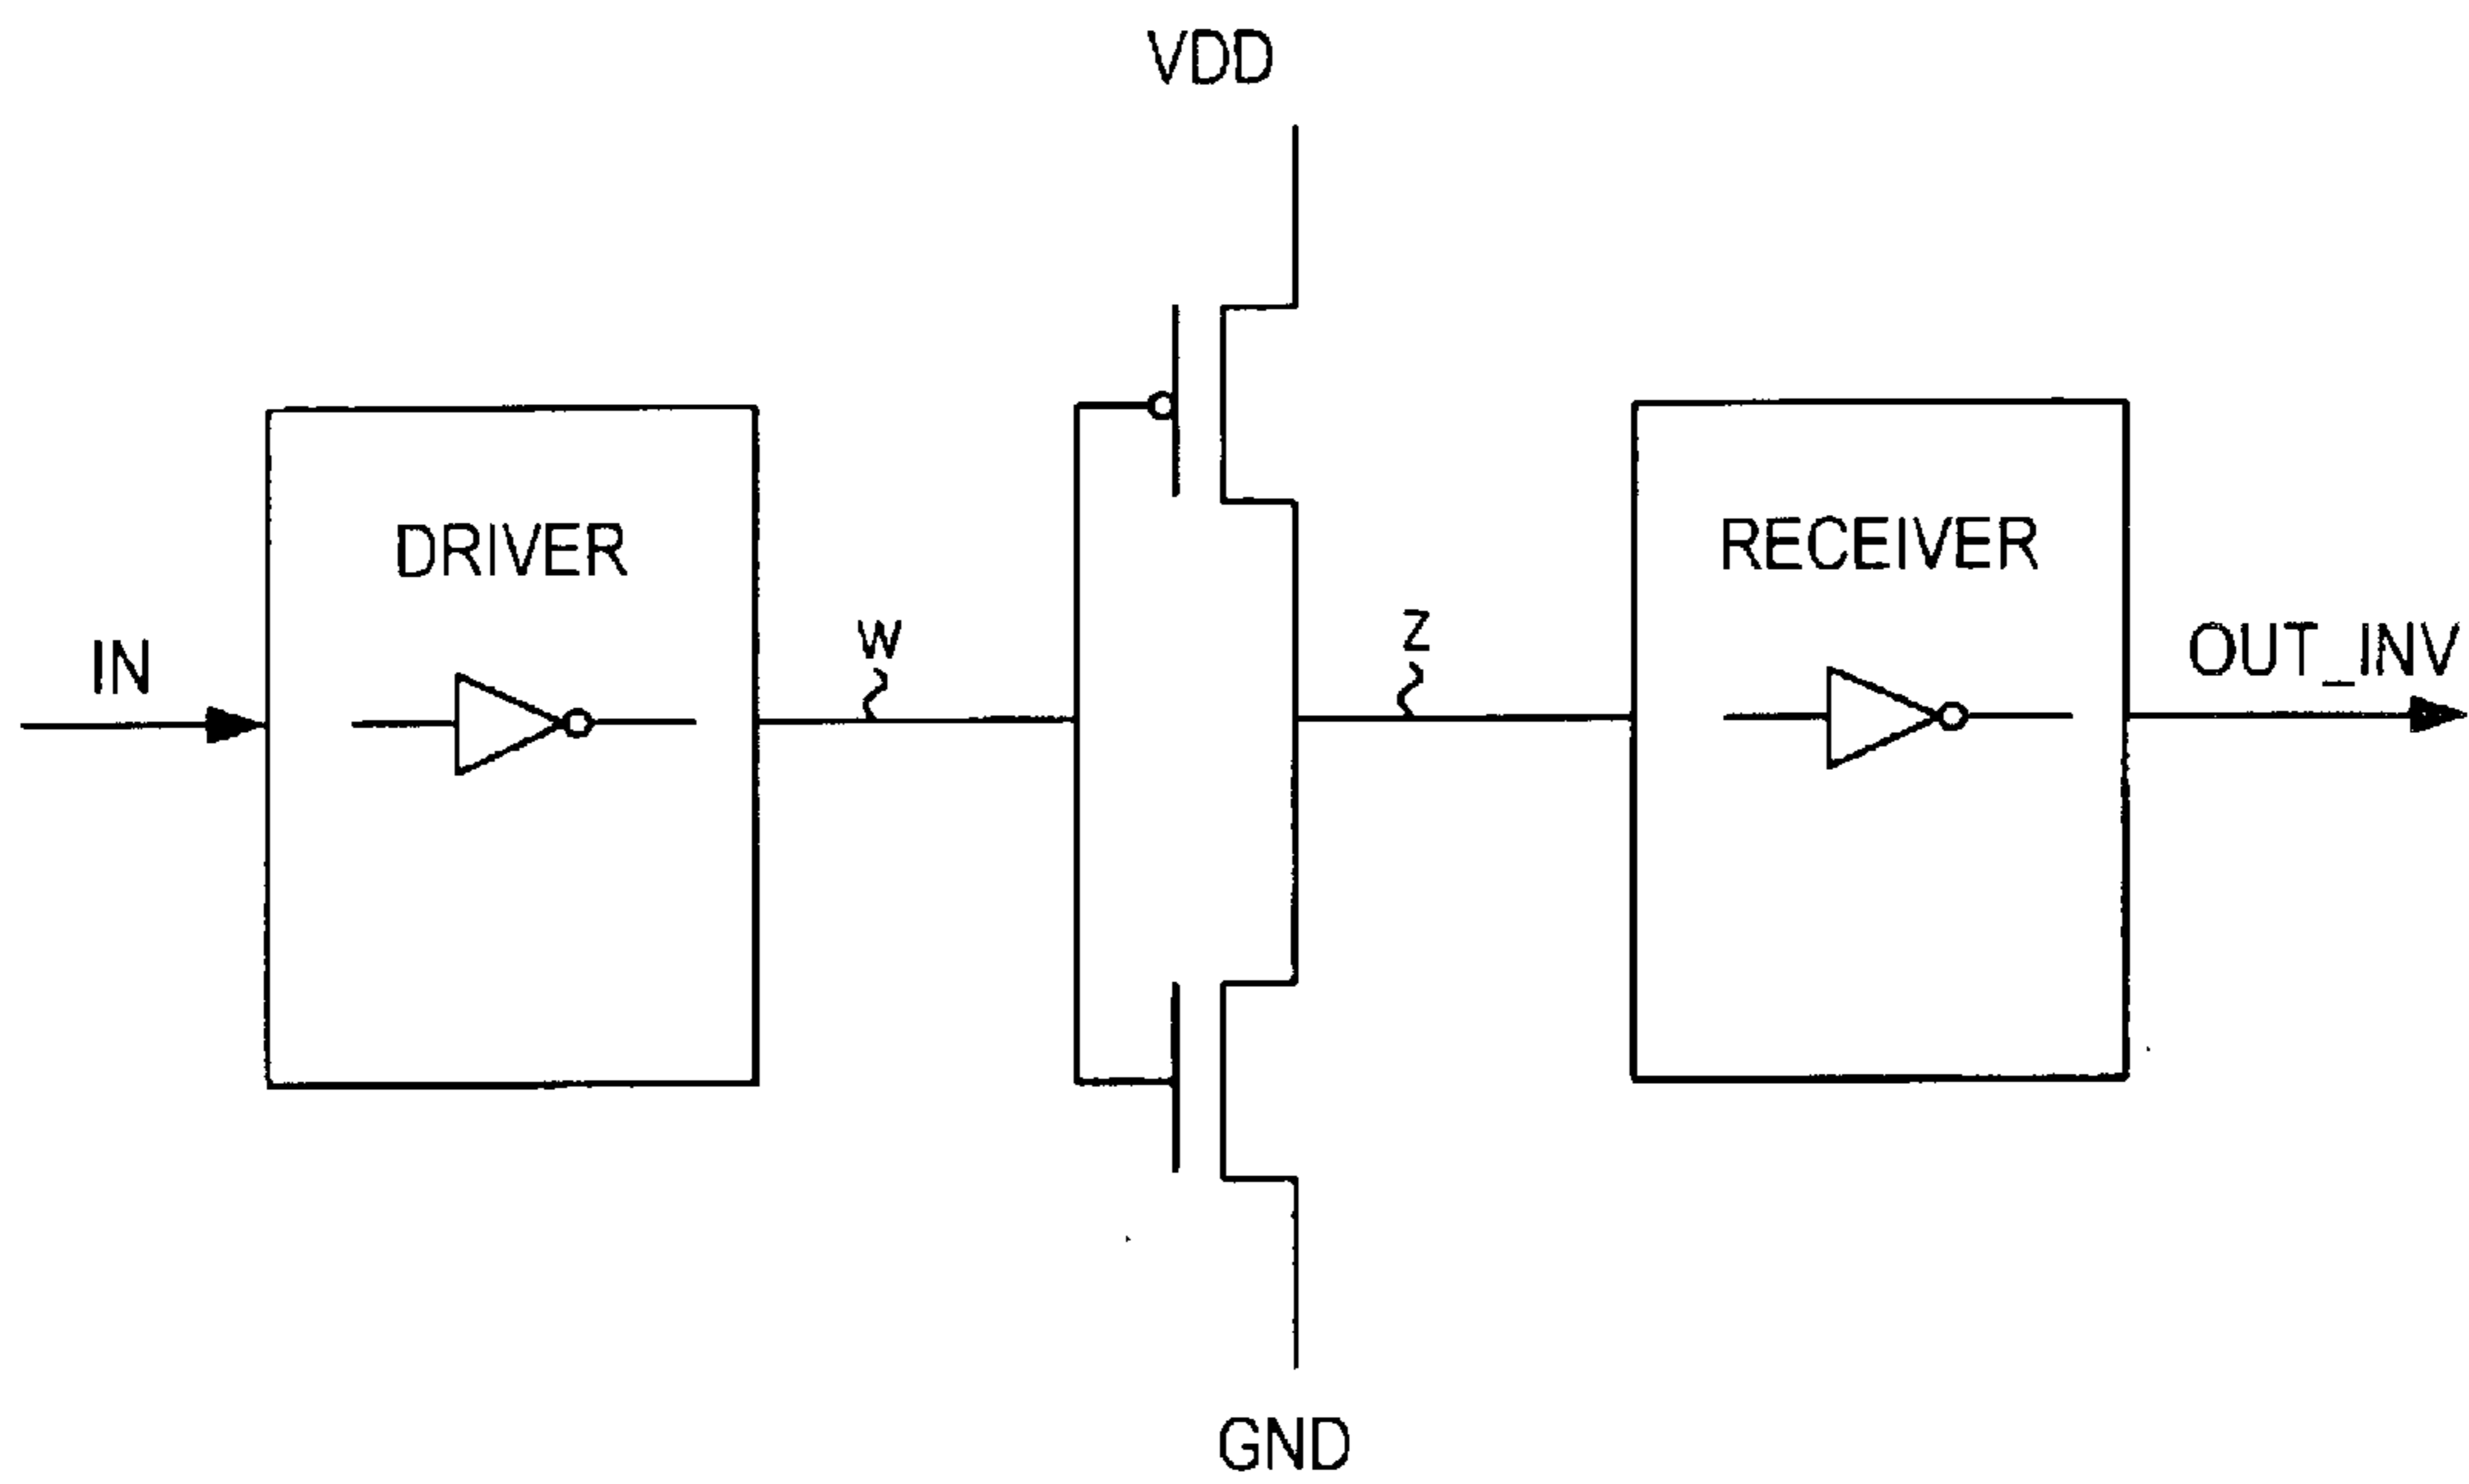 VDD
DRIVER
RECEIVER
IN
W
Z
OUT_INV
GND